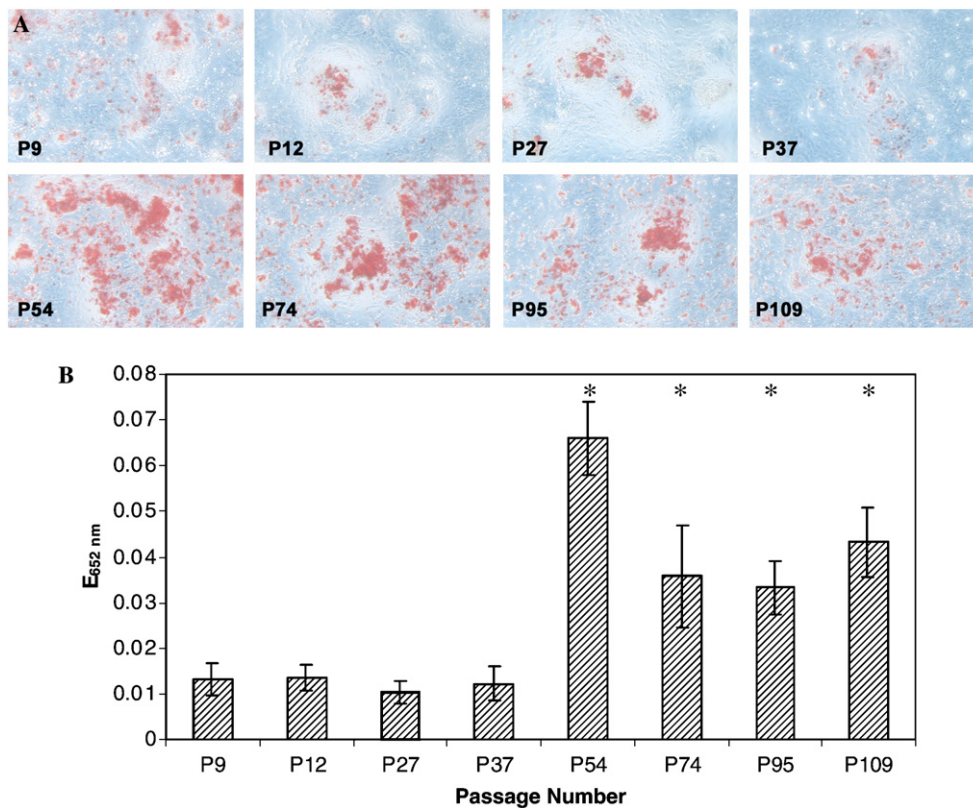 A
P9 P12 P27 P37
P54 P74 P95 P109
B
0.08
0.07
0.06
0.05
0.04
0.03
0.02
0.01
0
E652 nm
* * * *
P9 P12 P27 P37 P54 P74 P95 P109
Passage Number